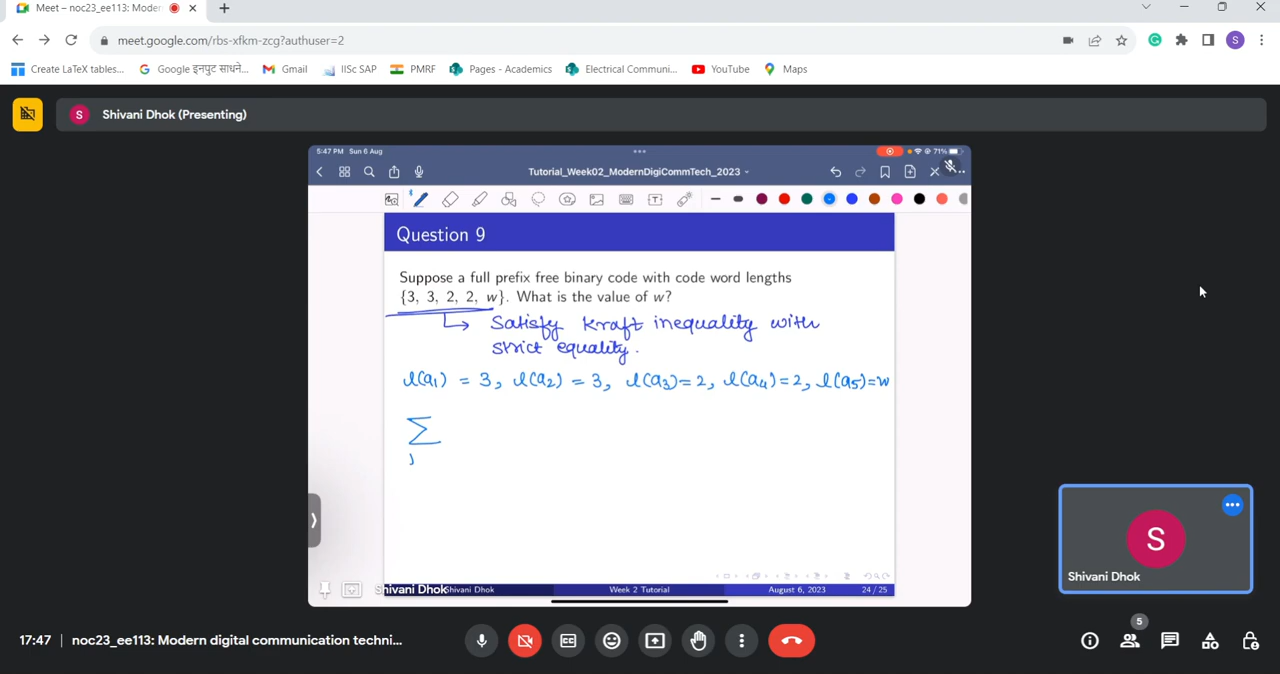 Meet – noc23_ee113: Modern
meet.google.com/rbs-xfkm-zcg?authuser=2
S
Create LaTeX tables... Google इनपुट साधने... Gmail IISc SAP PMRF Pages - Academics Electrical Communi... YouTube Maps
S Shivani Dhok (Presenting)
5:47 PM Sun 6 Aug 71%
Tutorial_Week02_ModernDigiCommTech_2023
Question 9
Suppose a full prefix free binary code with code word lengths
{3, 3, 2, 2, w}. What is the value of w?
Satisfy Kraft inequality with
strict equality.
l(a1) = 3, l(a2) = 3, l(a3)=2, l(a4)=2, l(a5)=w
Σ
S
Shivani Dhok
Shivani Dhok Week 2 Tutorial August 6, 2023 24 / 25
17:47 | noc23_ee113: Modern digital communication techni...
5